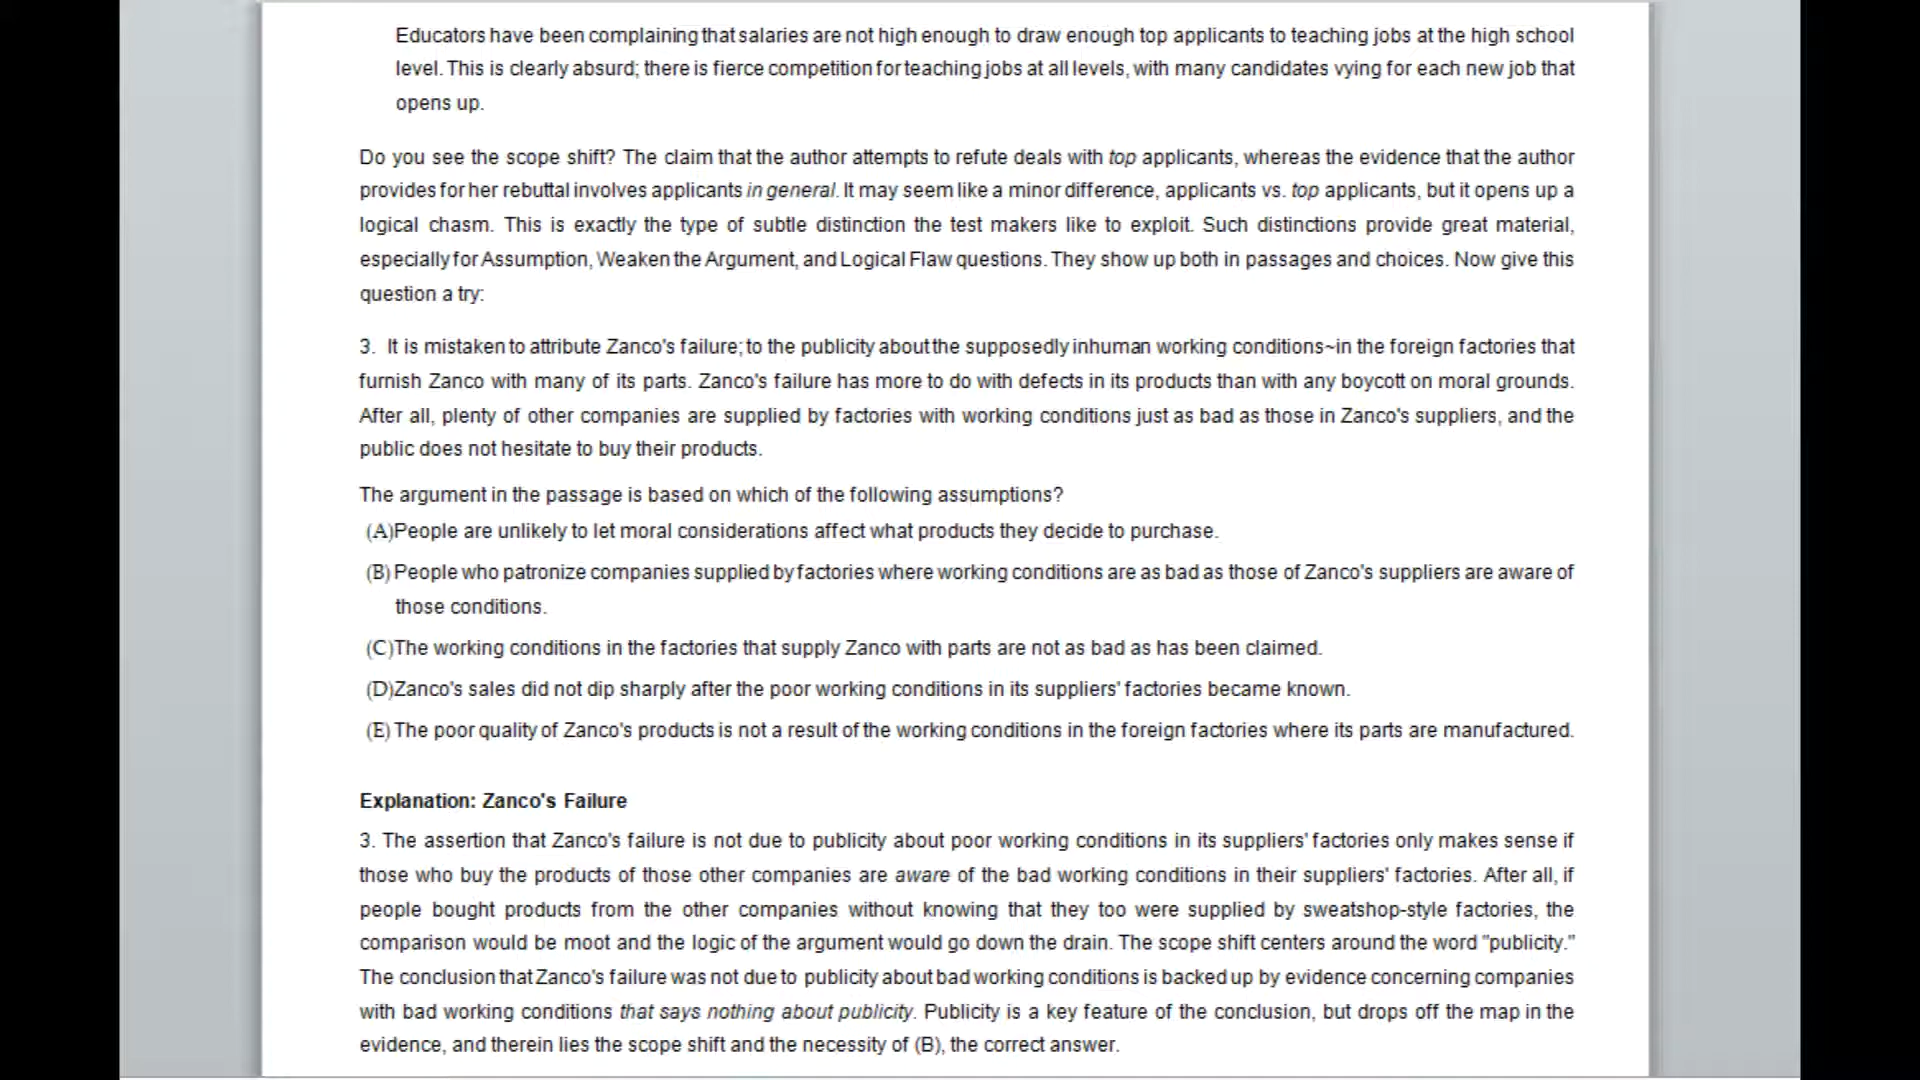 Educators have been complaining that salaries are not high enough to draw enough top applicants to teaching jobs at the high school
level. This is clearly absurd; there is fierce competition for teaching jobs at all levels, with many candidates vying for each new job that
opens up.
Do you see the scope shift? The claim that the author attempts to refute deals with top applicants, whereas the evidence that the author
provides for her rebuttal involves applicants in general. It may seem like a minor difference, applicants vs. top applicants, but it opens up a
logical chasm. This is exactly the type of subtle distinction the test makers like to exploit. Such distinctions provide great material,
especially for Assumption, Weaken the Argument, and Logical Flaw questions. They show up both in passages and choices. Now give this
question a try:
3. It is mistaken to attribute Zanco's failure; to the publicity about the supposedly inhuman working conditions~in the foreign factories that
furnish Zanco with many of its parts. Zanco's failure has more to do with defects in its products than with any boycott on moral grounds.
After all, plenty of other companies are supplied by factories with working conditions just as bad as those in Zanco's suppliers, and the
public does not hesitate to buy their products.
The argument in the passage is based on which of the following assumptions?
(A)People are unlikely to let moral considerations affect what products they decide to purchase.
(B) People who patronize companies supplied by factories where working conditions are as bad as those of Zanco's suppliers are aware of
those conditions.
(C)The working conditions in the factories that supply Zanco with parts are not as bad as has been claimed.
(D)Zanco's sales did not dip sharply after the poor working conditions in its suppliers' factories became known.
(E) The poor quality of Zanco's products is not a result of the working conditions in the foreign factories where its parts are manufactured.
Explanation: Zanco's Failure
3. The assertion that Zanco's failure is not due to publicity about poor working conditions in its suppliers' factories only makes sense if
those who buy the products of those other companies are aware of the bad working conditions in their suppliers' factories. After all, if
people bought products from the other companies without knowing that they too were supplied by sweatshop-style factories, the
comparison would be moot and the logic of the argument would go down the drain. The scope shift centers around the word "publicity."
The conclusion that Zanco's failure was not due to publicity about bad working conditions is backed up by evidence concerning companies
with bad working conditions that says nothing about publicity. Publicity is a key feature of the conclusion, but drops off the map in the
evidence, and therein lies the scope shift and the necessity of (B), the correct answer.